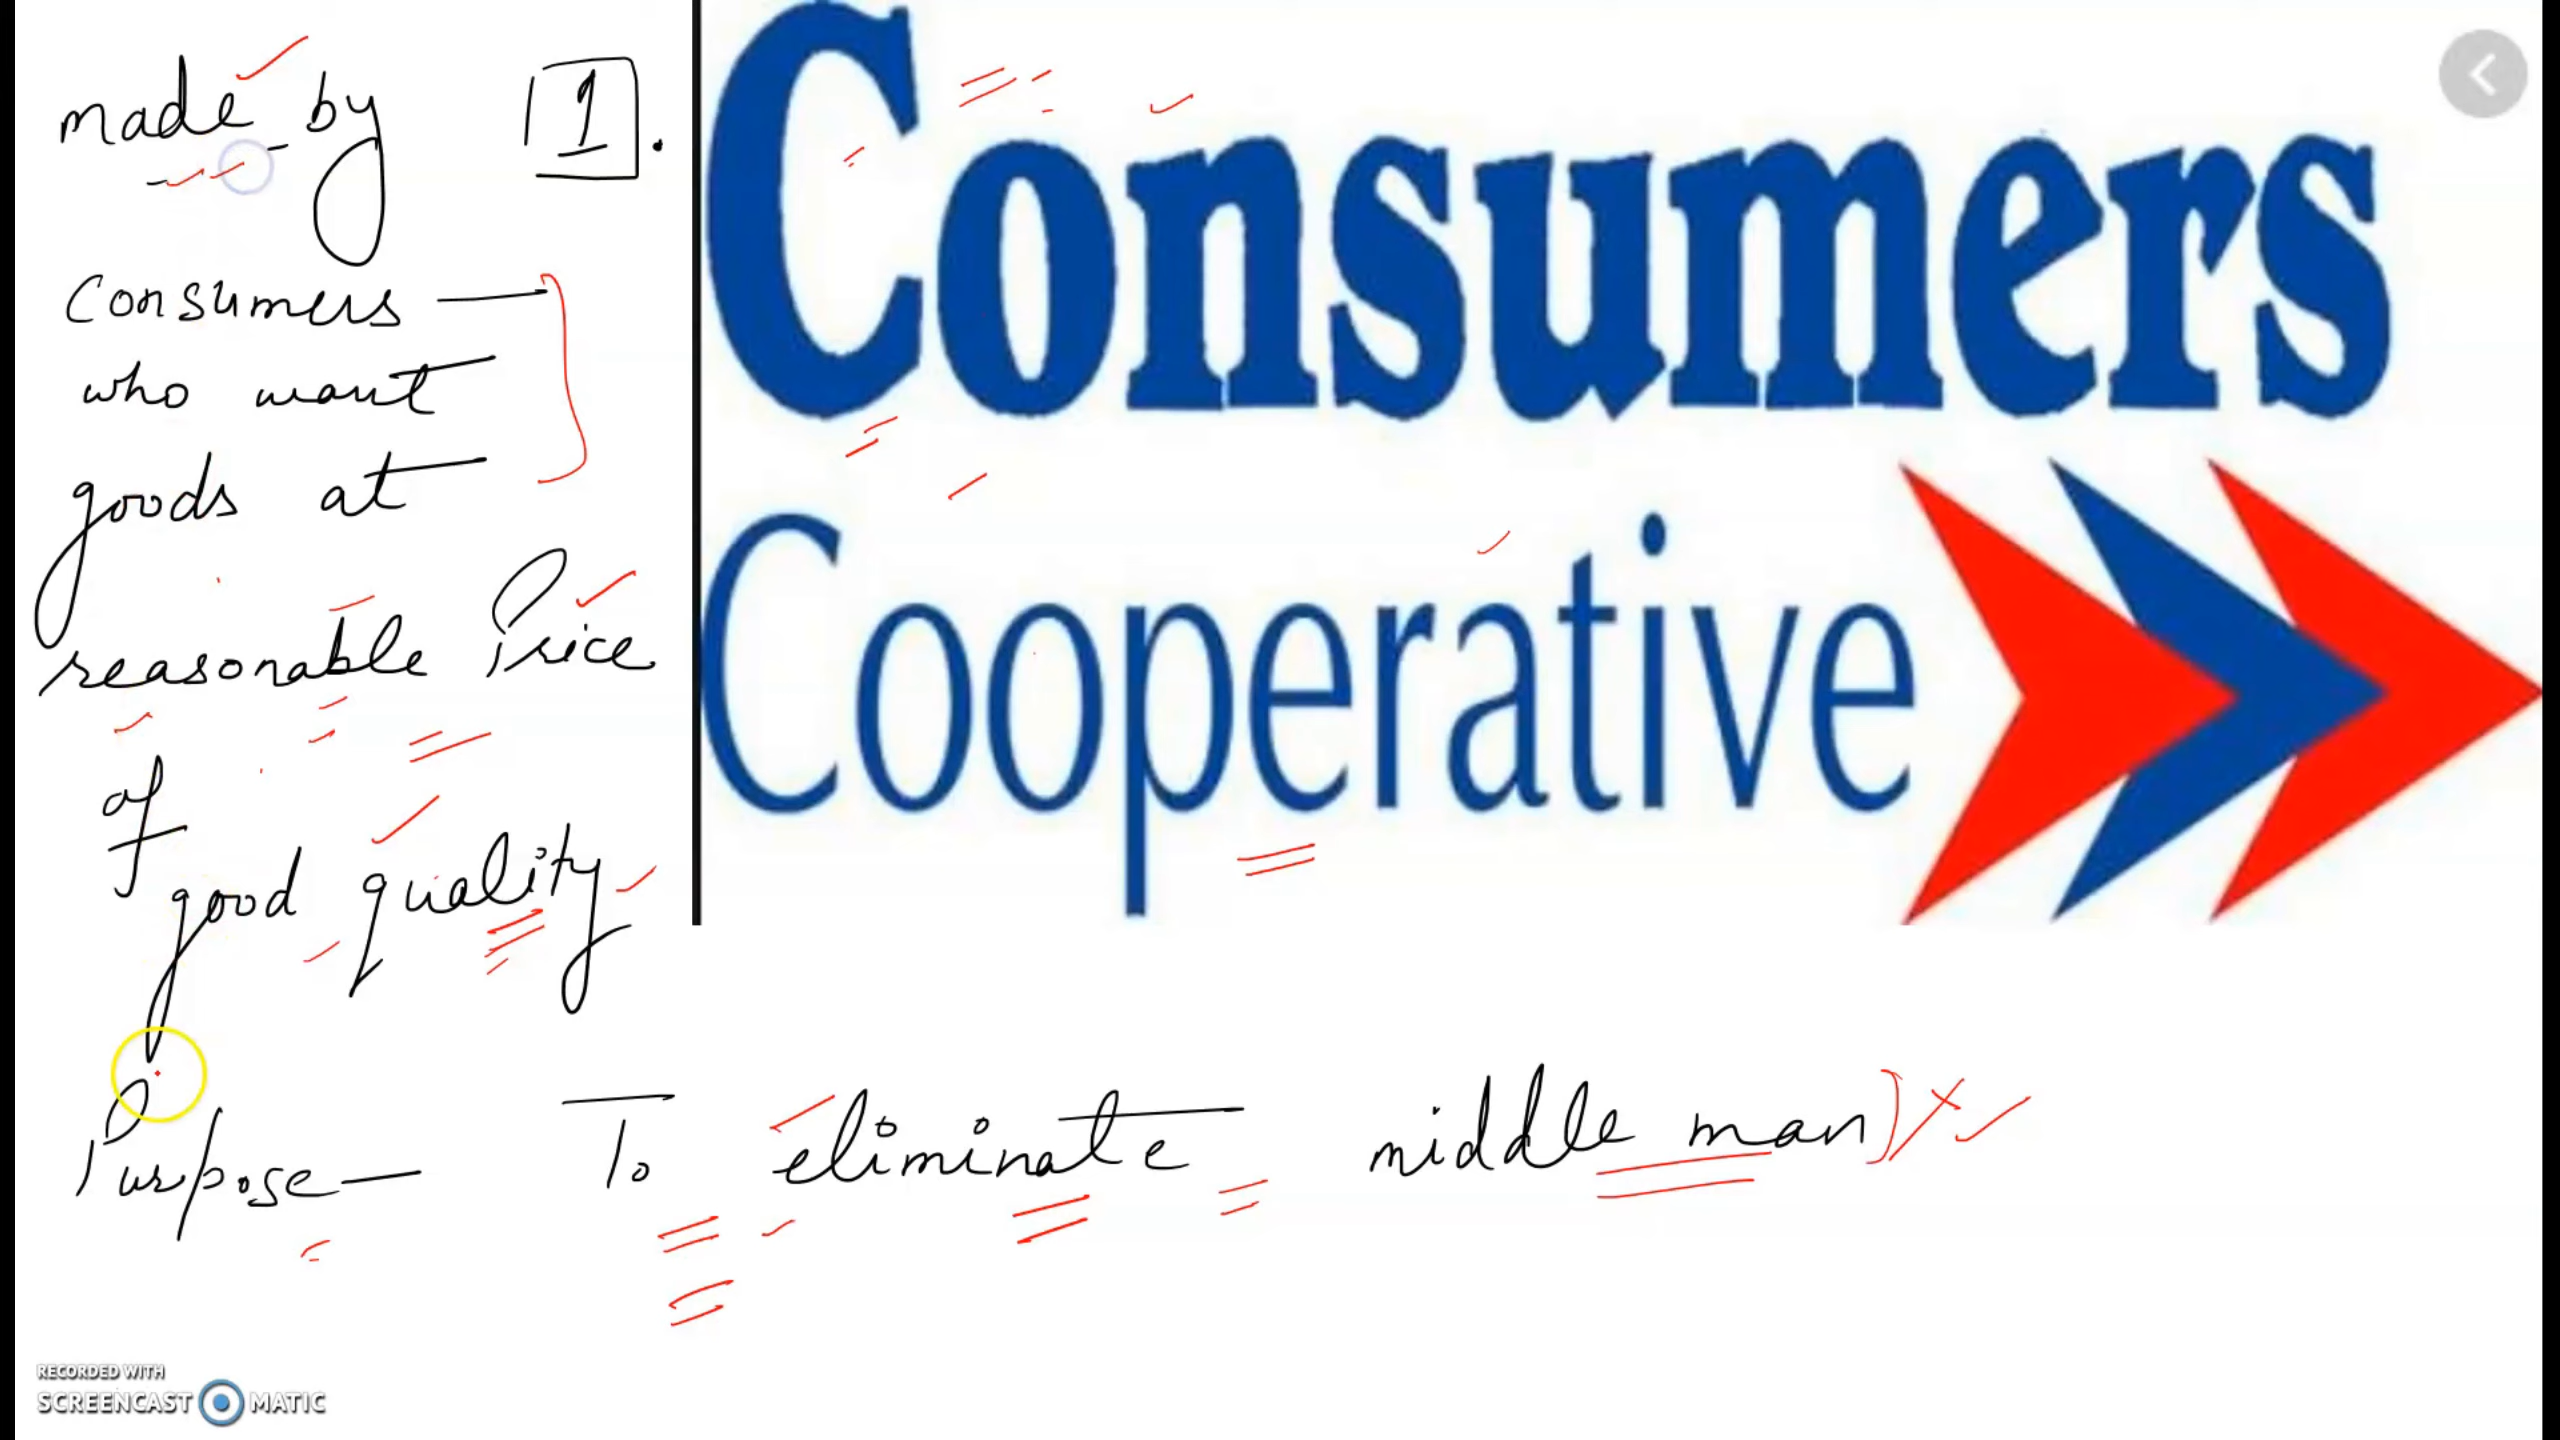 made by 1.
Consumers —
who want
goods at
reasonable Price
of
good quality
Consumers
Cooperative
Purpose — To eliminate middle man
RECORDED WITH
SCREENCAST MATIC